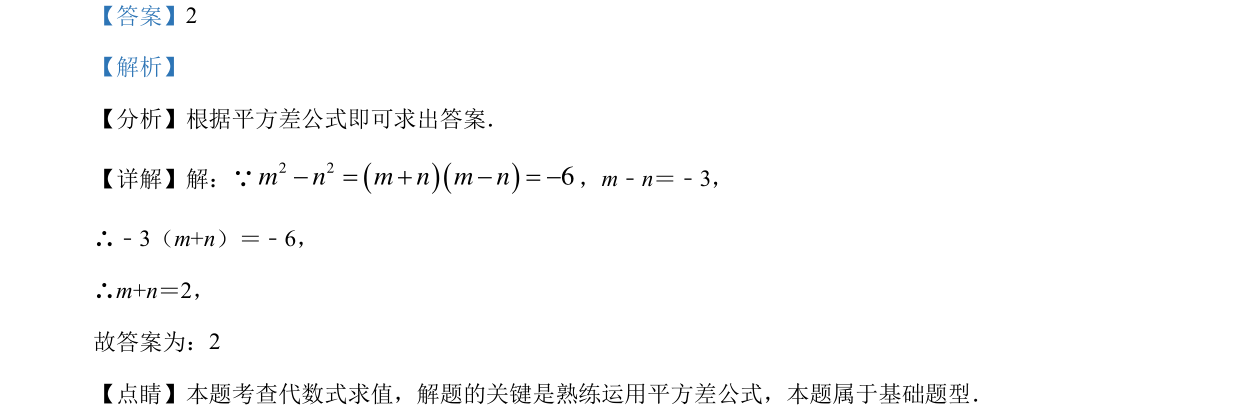 【答案】2
【解析】
【分析】根据平方差公式即可求出答案．
【详解】解：∵m²－n²＝(m＋n)(m－n)＝－6，m﹣n＝﹣3，
∴﹣3（m+n）＝﹣6，
∴m+n＝2，
故答案为：2
【点睛】本题考查代数式求值，解题的关键是熟练运用平方差公式，本题属于基础题型．